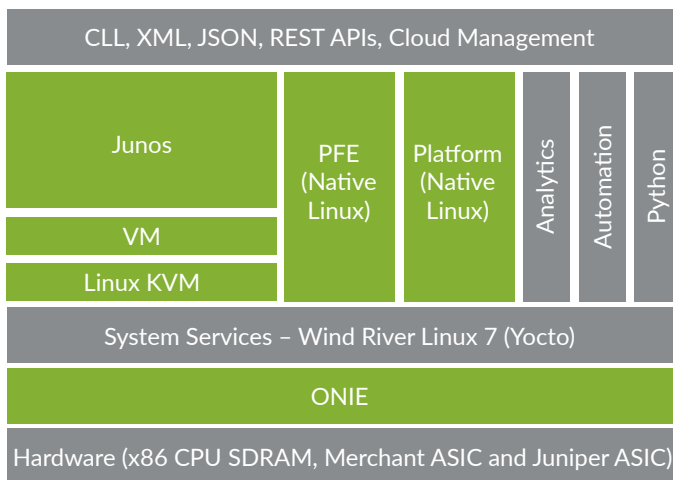 CLL, XML, JSON, REST APIs, Cloud Management
Junos
VM
Linux KVM
PFE
(Native
Linux)
Platform
(Native
Linux)
Analytics
Automation
Python
System Services – Wind River Linux 7 (Yocto)
ONIE
Hardware (x86 CPU SDRAM, Merchant ASIC and Juniper ASIC)